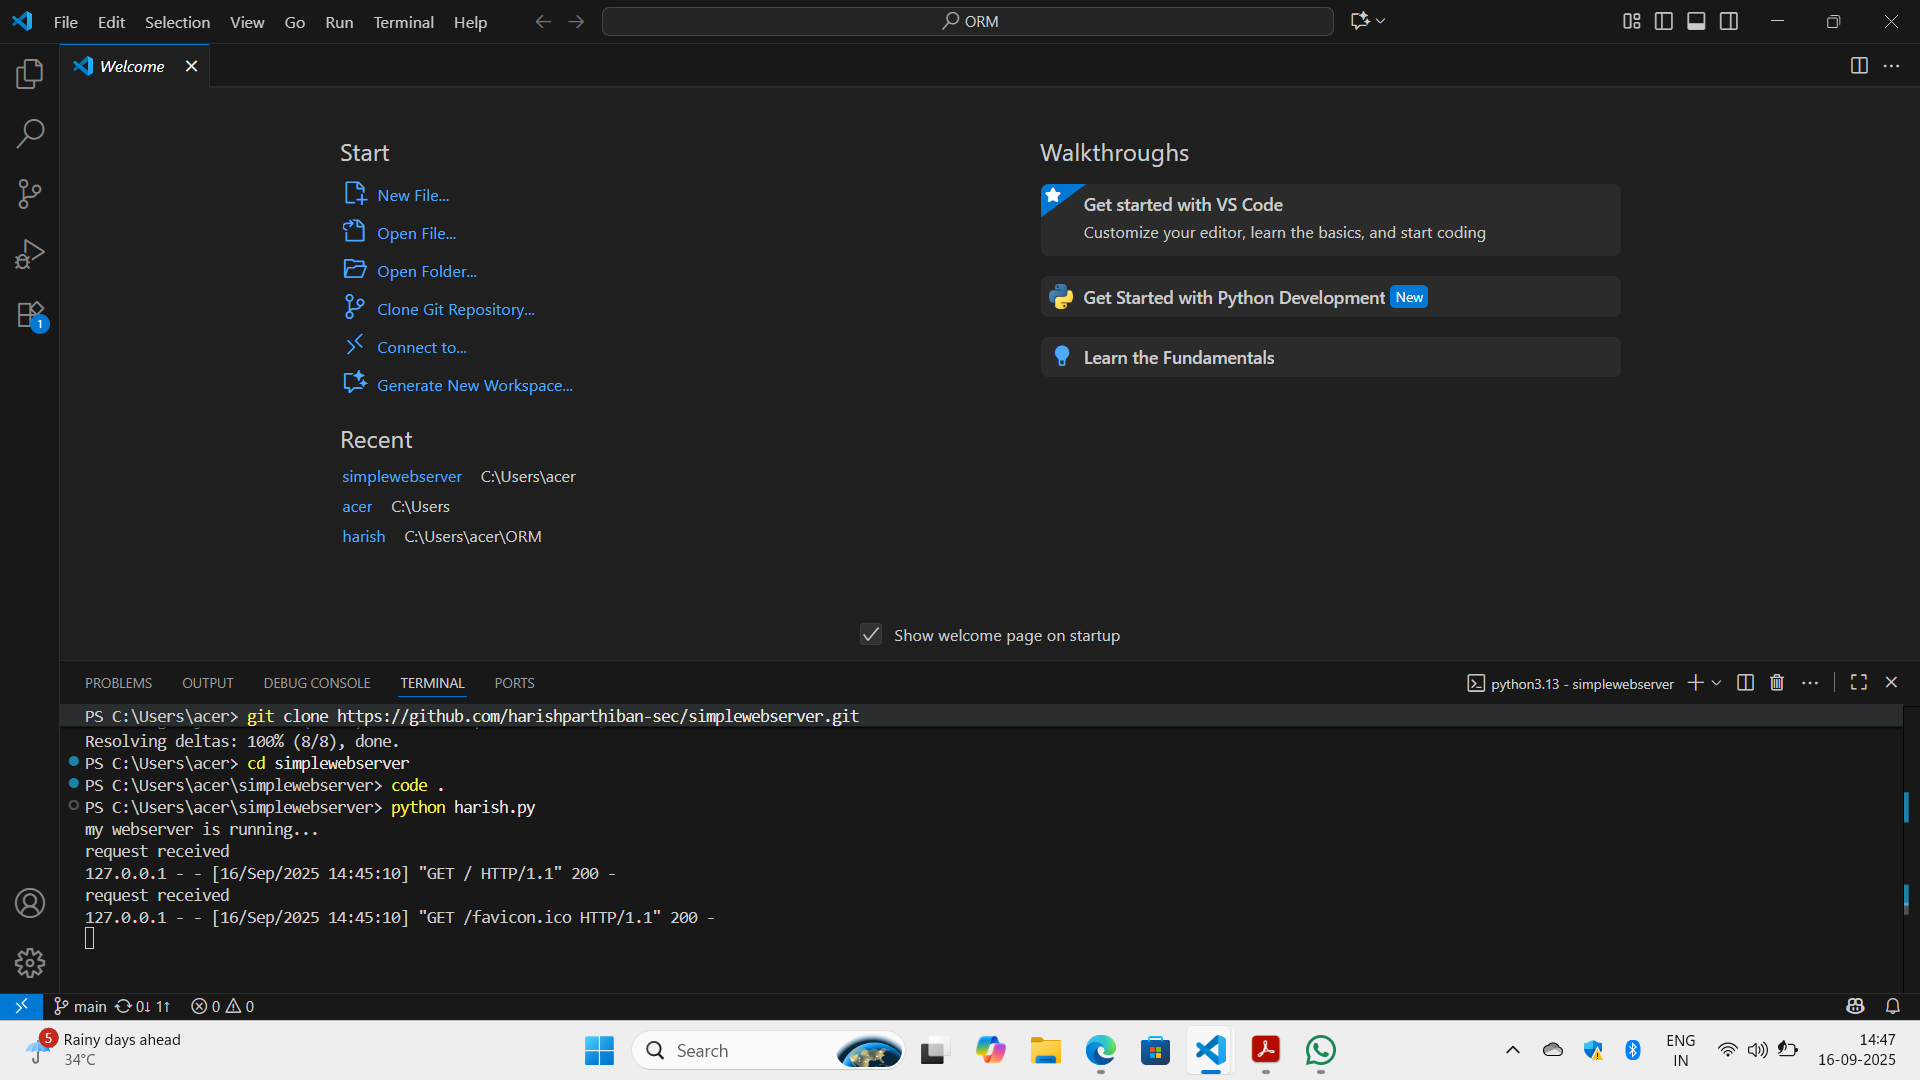 File Edit Selection View Go Run Terminal Help
ORM
Welcome
Start
New File...
Open File...
Open Folder...
Clone Git Repository...
Connect to...
Generate New Workspace...
Recent
simplewebserver C:\Users\acer
acer C:\Users
harish C:\Users\acer\ORM
Walkthroughs
Get started with VS Code
Customize your editor, learn the basics, and start coding
Get Started with Python Development New
Learn the Fundamentals
1
Show welcome page on startup
PROBLEMS OUTPUT DEBUG CONSOLE TERMINAL PORTS
python3.13 - simplewebserver
PS C:\Users\acer> git clone https://github.com/harishparthiban-sec/simplewebserver.git
Resolving deltas: 100% (8/8), done.
PS C:\Users\acer> cd simplewebserver
PS C:\Users\acer\simplewebserver> code .
PS C:\Users\acer\simplewebserver> python harish.py
my webserver is running...
request received
127.0.0.1 - - [16/Sep/2025 14:45:10] "GET / HTTP/1.1" 200 -
request received
127.0.0.1 - - [16/Sep/2025 14:45:10] "GET /favicon.ico HTTP/1.1" 200 -
main 0↓ 1↑ 0 0
5
Rainy days ahead
34°C
Search
ENG
IN
14:47
16-09-2025